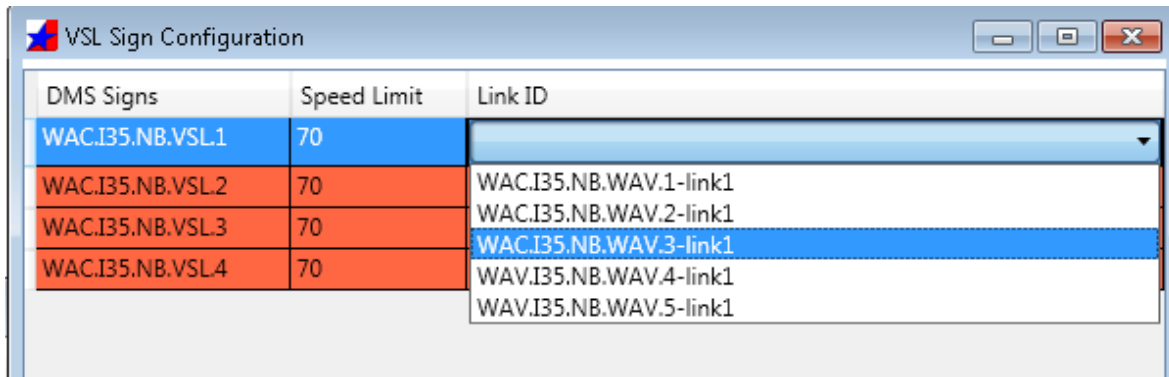 VSL Sign Configuration
DMS Signs Speed Limit Link ID
WAC.I35.NB.VSL.1 70
WAC.I35.NB.VSL.2 70
WAC.I35.NB.VSL.3 70
WAC.I35.NB.VSL.4 70
WAC.I35.NB.WAV.1-link1
WAC.I35.NB.WAV.2-link1
WAC.I35.NB.WAV.3-link1
WAV.I35.NB.WAV.4-link1
WAV.I35.NB.WAV.5-link1